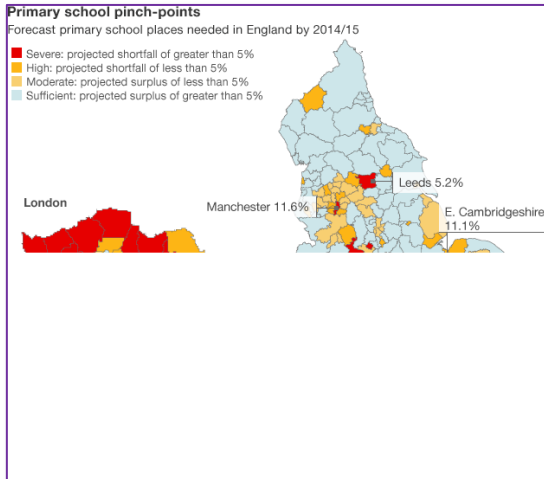 Primary school pinch-points
Forecast primary school places needed in England by 2014/15
Severe: projected shortfall of greater than 5%
High: projected shortfall of less than 5%
Moderate: projected surplus of less than 5%
Sufficient: projected surplus of greater than 5%
Leeds 5.2%
London
Manchester 11.6%
E. Cambridgeshire
11.1%